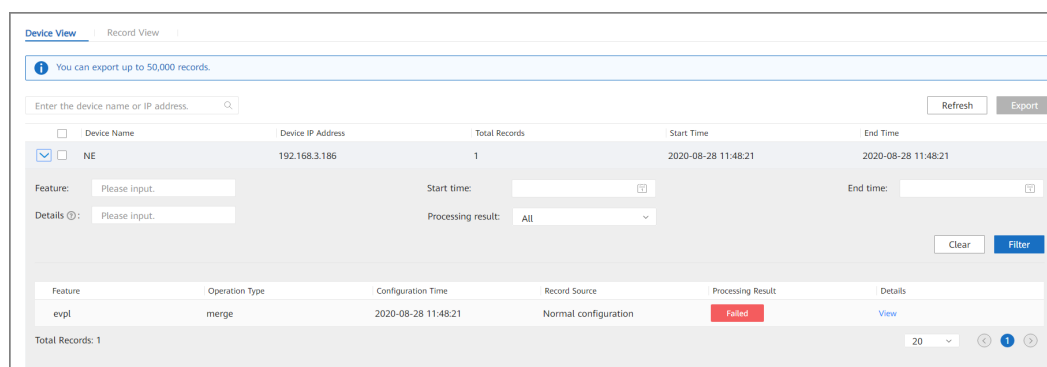 Device View Record View
You can export up to 50,000 records.
Enter the device name or IP address. Refresh Export
Device Name Device IP Address Total Records Start Time End Time
NE 192.168.3.186 1 2020-08-28 11:48:21 2020-08-28 11:48:21
Feature: Please input. Start time: End time:
Details ? : Please input. Processing result: All
Clear Filter
Feature Operation Type Configuration Time Record Source Processing Result Details
evpl merge 2020-08-28 11:48:21 Normal configuration Failed View
Total Records: 1 20 1